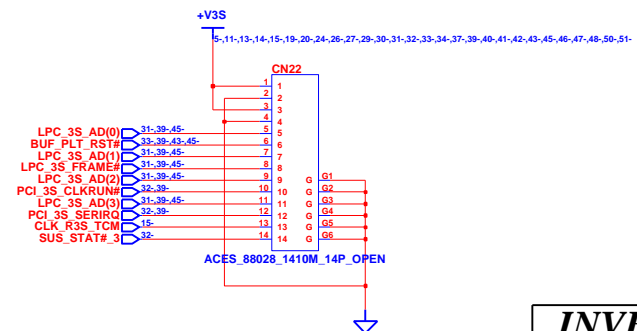 +V3S
5-,11-,13-,14-,15-,19-,20-,24-,26-,27-,29-,30-,31-,32-,33-,34-,37-,39-,40-,41-,42-,43-,45-,46-,47-,48-,50-,51-
CN22
1 1
2 2
3 3
4 4
LPC_3S_AD(0) 31-,39-,45- 5 5
BUF_PLT_RST# 33-,39-,43-,45- 6 6
LPC_3S_AD(1) 31-,39-,45- 7 7
LPC_3S_FRAME# 31-,39-,45- 8 8
LPC_3S_AD(2) 31-,39-,45- 9 9 G G1
PCI_3S_CLKRUN# 32-,39- 10 10 G G2
LPC_3S_AD(3) 31-,39-,45- 11 11 G G3
PCI_3S_SERIRQ 32-,39- 12 12 G G4
CLK_R3S_TCM 15- 13 13 G G5
SUS_STAT#_3 32- 14 14 G G6
ACES_88028_1410M_14P_OPEN